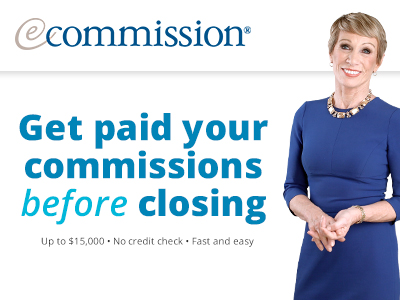 ecommission®
Get paid your
commissions
before closing
Up to $15,000 • No credit check • Fast and easy